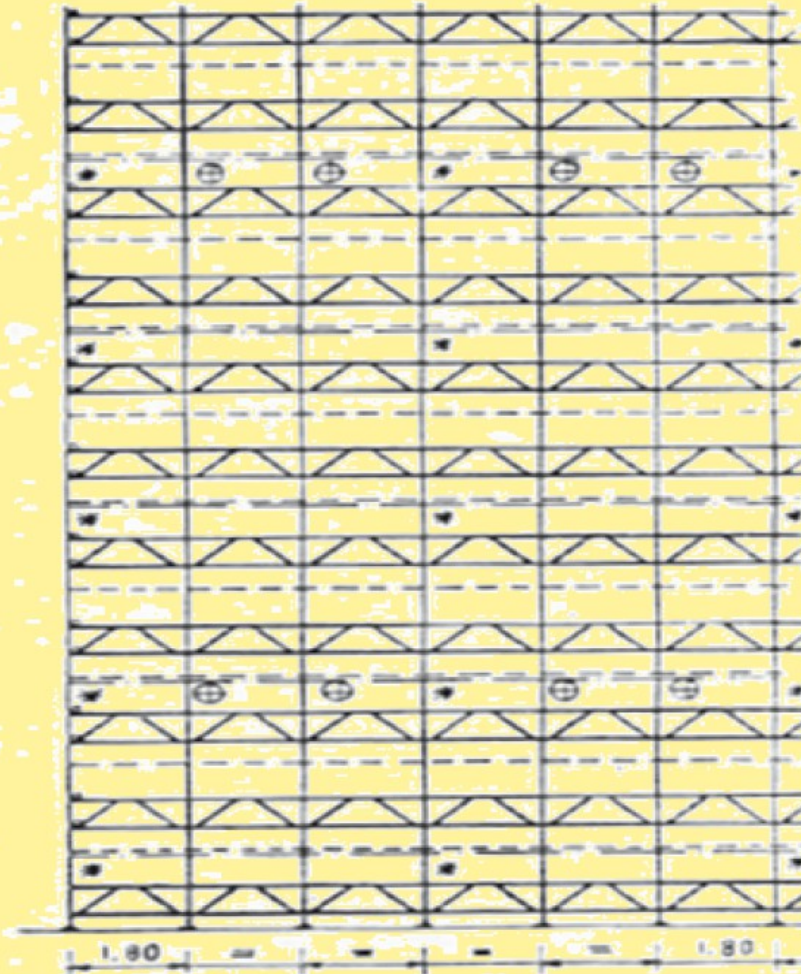 1.80 = - - = 1.80